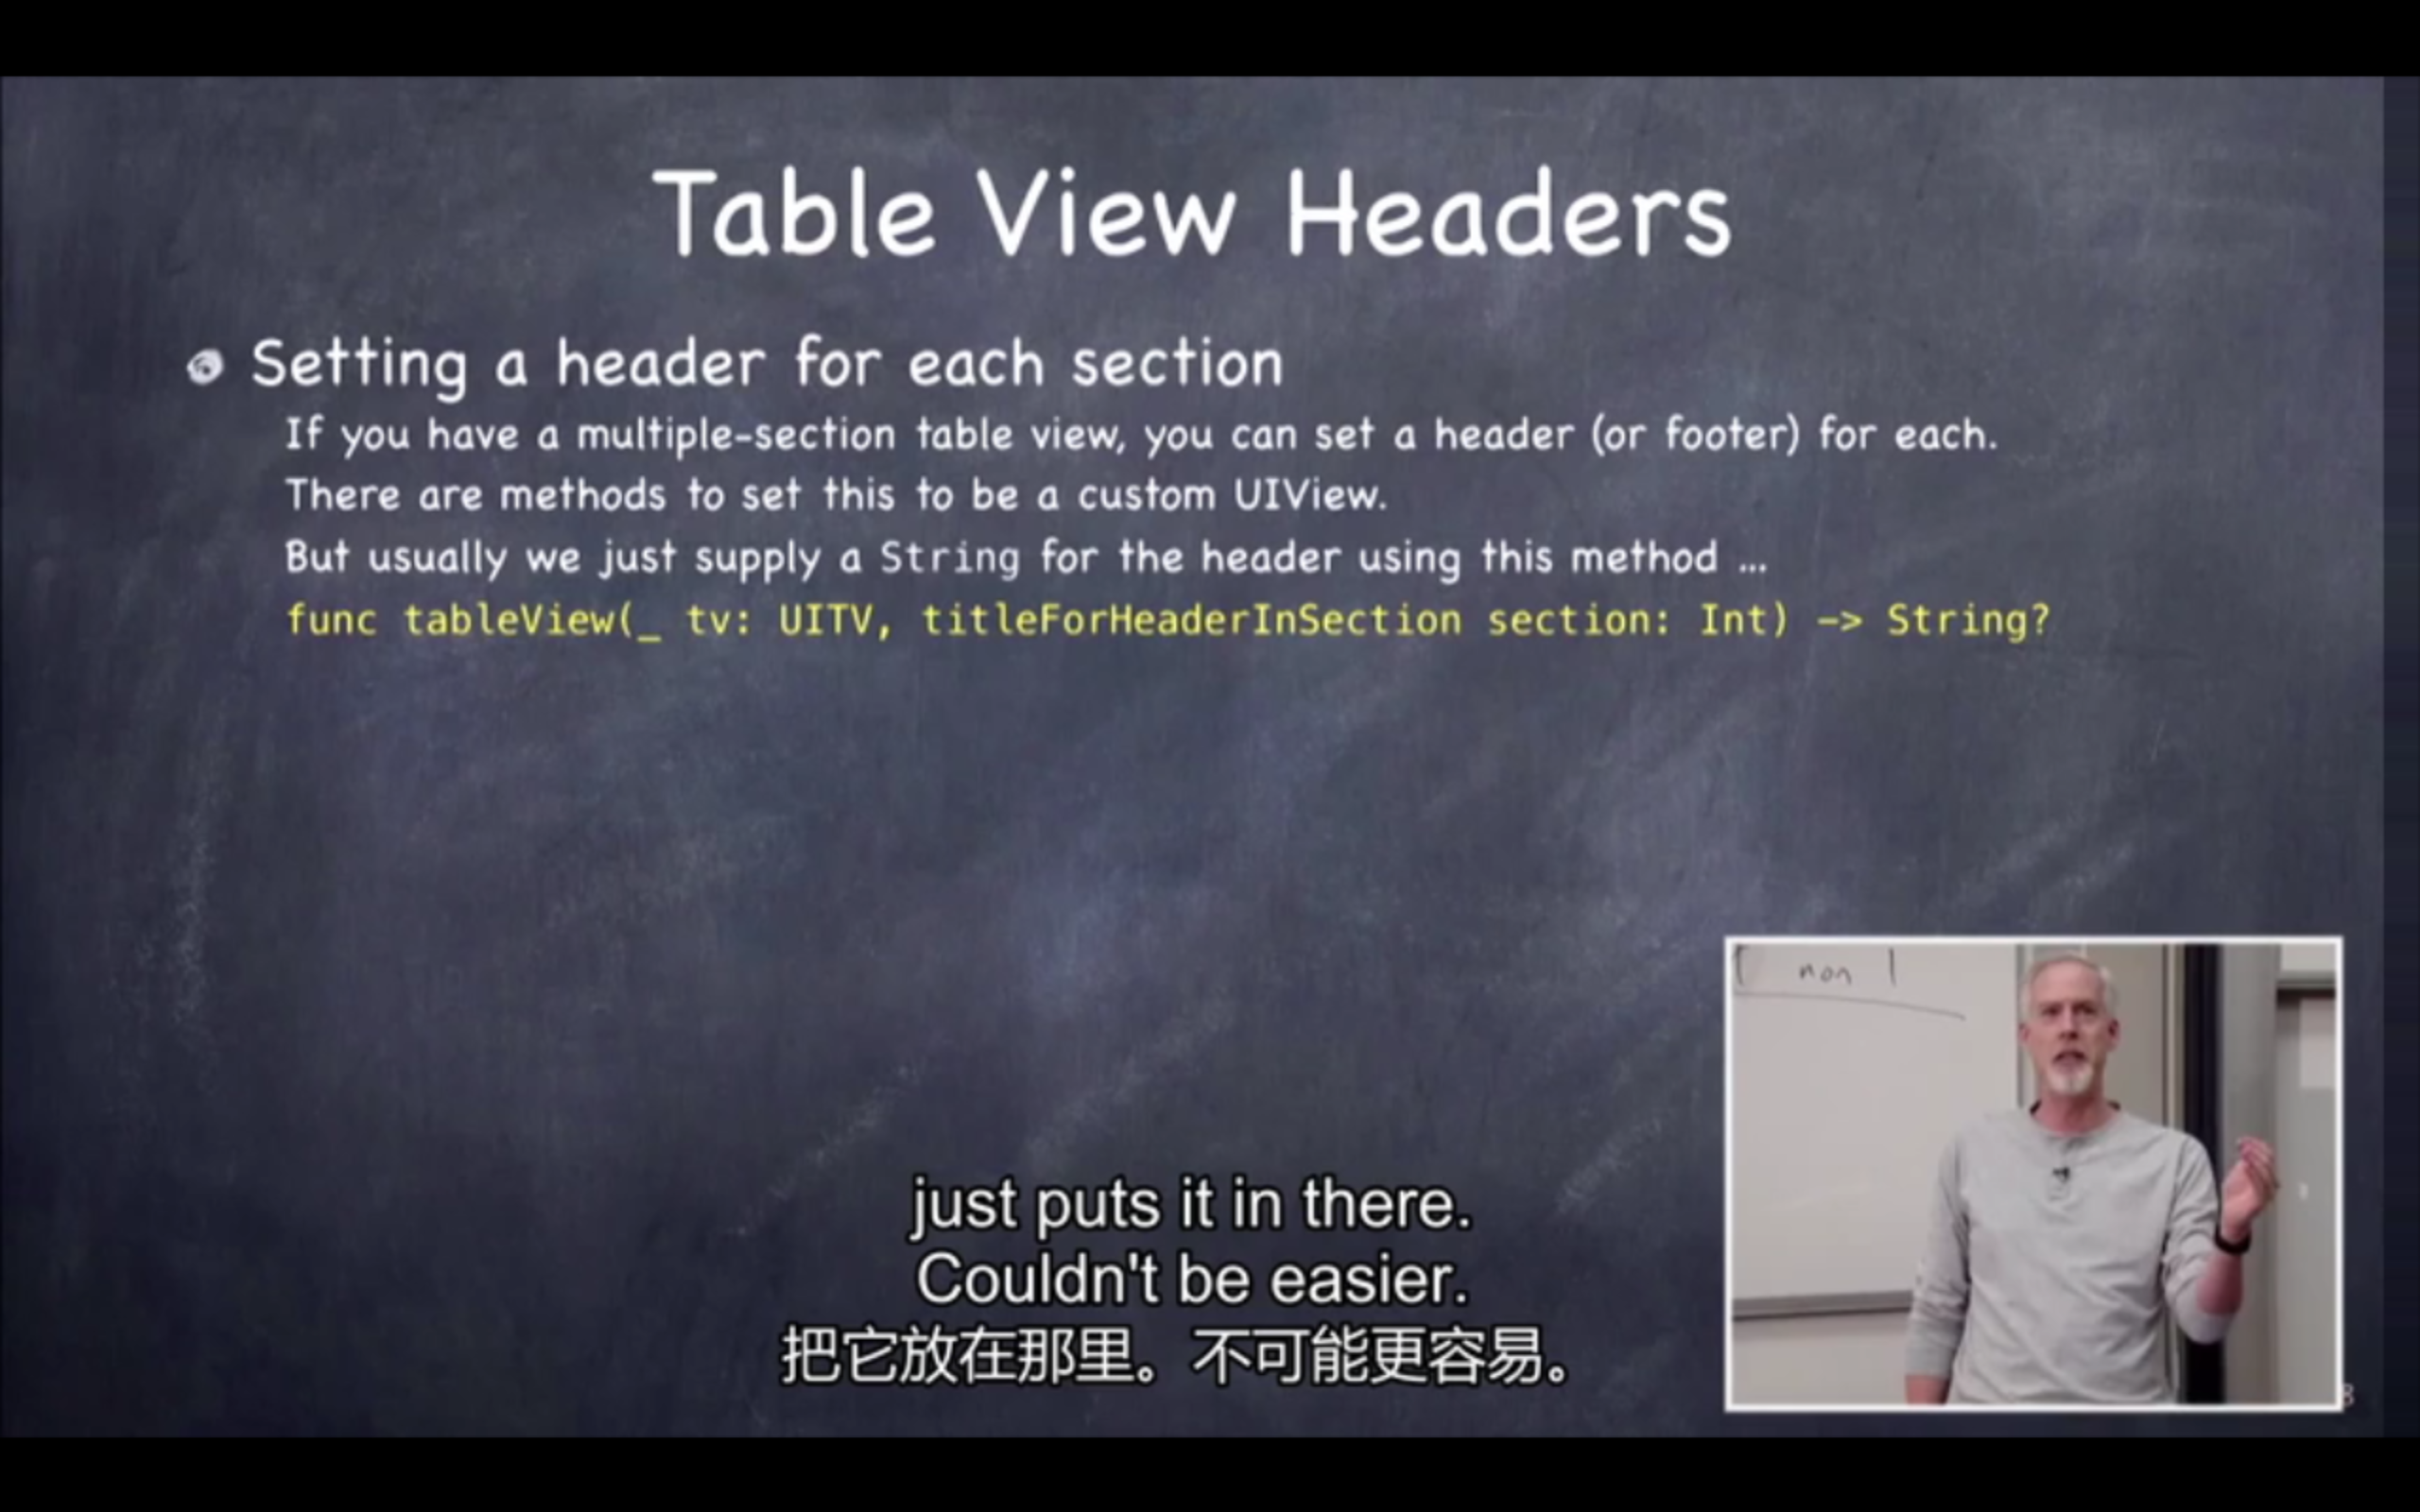 Table View Headers
Setting a header for each section
If you have a multiple-section table view, you can set a header (or footer) for each.
There are methods to set this to be a custom UIView.
But usually we just supply a String for the header using this method ...
func tableView(_ tv: UITV, titleForHeaderInSection section: Int) -> String?
non
just puts it in there.
Couldn't be easier.
把它放在那里。不可能更容易。